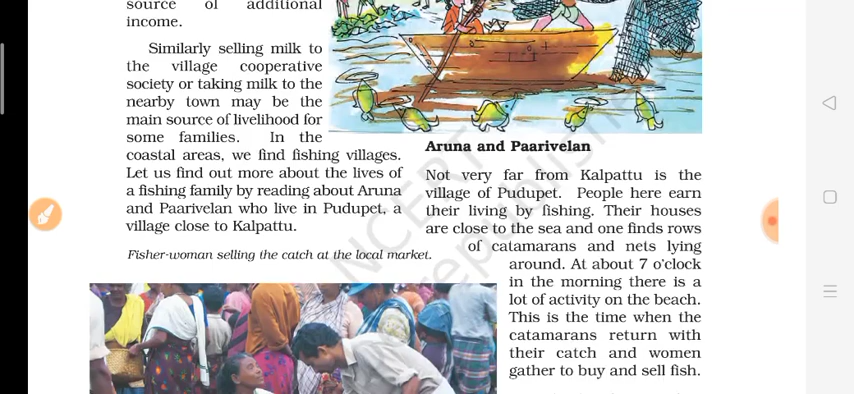 source of additional
income.
Similarly selling milk to
the village cooperative
society or taking milk to the
nearby town may be the
main source of livelihood for
some families. In the
coastal areas, we find fishing villages.
Let us find out more about the lives of
a fishing family by reading about Aruna
and Paarivelan who live in Pudupet, a
village close to Kalpattu.
Fisher-woman selling the catch at the local market.
Aruna and Paarivelan
Not very far from Kalpattu is the
village of Pudupet. People here earn
their living by fishing. Their houses
are close to the sea and one finds rows
of catamarans and nets lying
around. At about 7 o'clock
in the morning there is a
lot of activity on the beach.
This is the time when the
catamarans return with
their catch and women
gather to buy and sell fish.
NCERT
republish